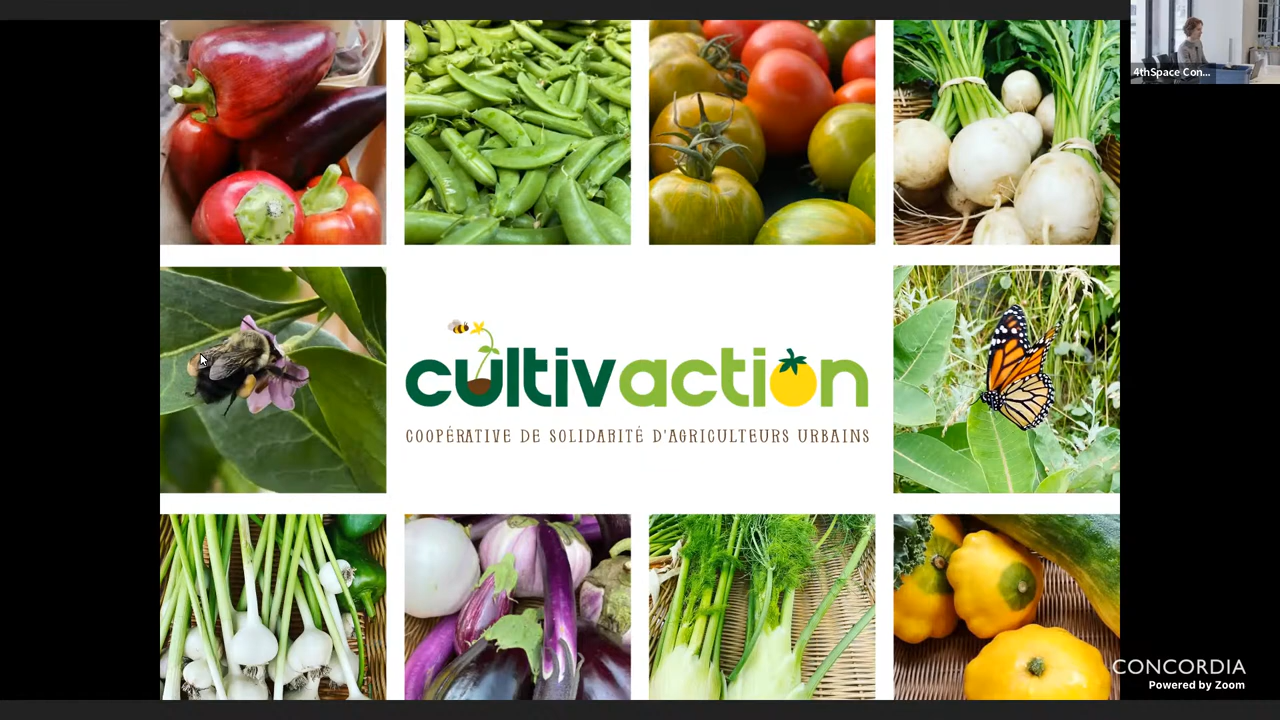 4thSpace Con...
cultivaction
COOPÉRATIVE DE SOLIDARITÉ D'AGRICULTEURS URBAINS
CONCORDIA
Powered by Zoom